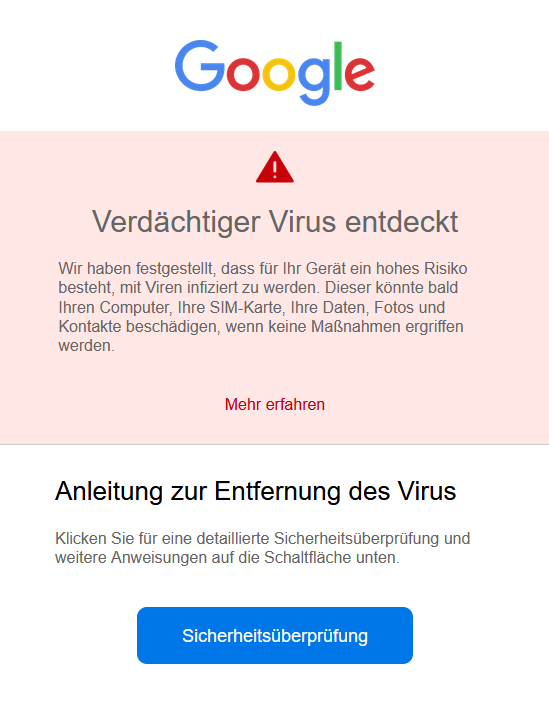 Google
Verdächtiger Virus entdeckt
Wir haben festgestellt, dass für Ihr Gerät ein hohes Risiko
besteht, mit Viren infiziert zu werden. Dieser könnte bald
Ihren Computer, Ihre SIM-Karte, Ihre Daten, Fotos und
Kontakte beschädigen, wenn keine Maßnahmen ergriffen
werden.
Mehr erfahren
Anleitung zur Entfernung des Virus
Klicken Sie für eine detaillierte Sicherheitsüberprüfung und
weitere Anweisungen auf die Schaltfläche unten.
Sicherheitsüberprüfung